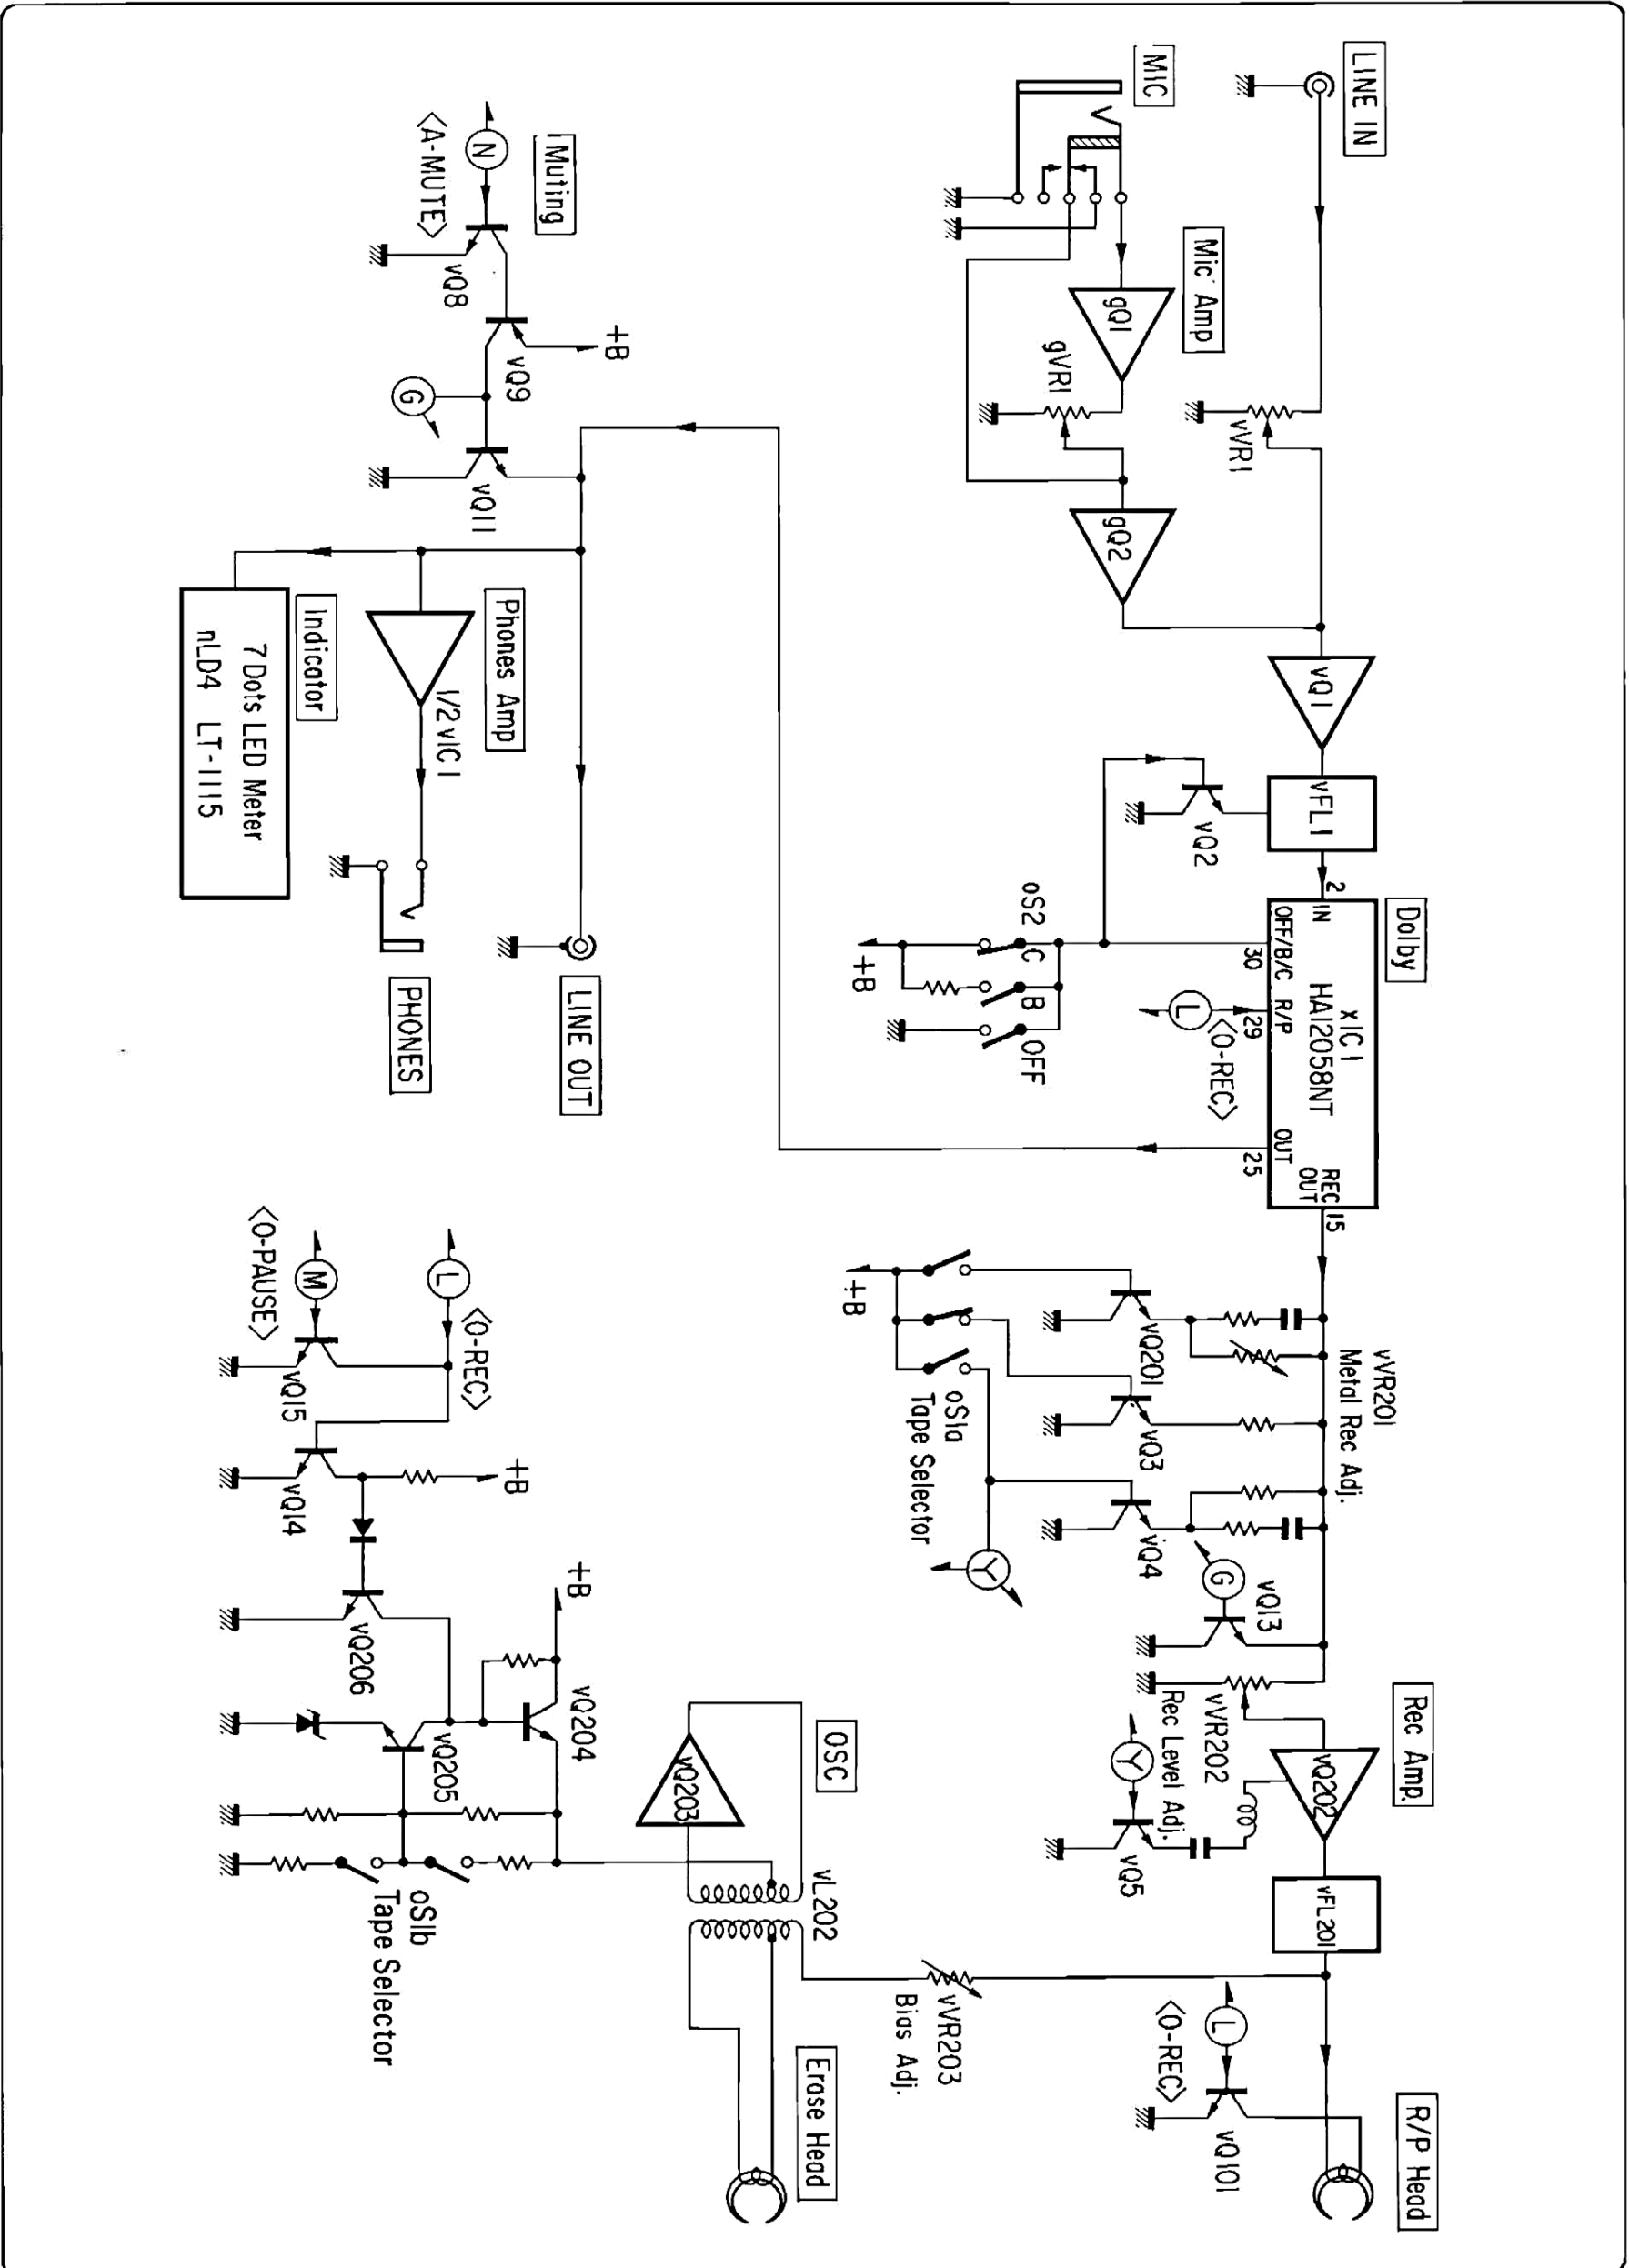 LINE IN
MIC
Mic Amp
gQ1
gVR1
vVR1
gQ2
vQ1
vFL1
vQ2
Dolby
2
IN
xIC1
HA12058NT
OFF/B/C
R/P
OUT
REC
OUT
30
29
25
15
L
<O-REC>
oS2
C
B
OFF
+B
vVR201
Metal Rec Adj.
vQ201
vQ3
vQ4
+B
oS1a
Tape Selector
Y
G
vQ13
Rec Amp.
vVR202
Rec Level Adj.
vQ202
Y
vQ5
vFL201
R/P Head
L
<O-REC>
vQ101
vVR203
Bias Adj.
Erase Head
OSC
vQ203
vL202
Muting
N
<A-MUTE>
vQ8
+B
vQ9
G
vQ11
Phones Amp
1/2 vIC1
LINE OUT
PHONES
Indicator
7 Dots LED Meter
nLD4 LT-1115
L
<O-REC>
M
<O-PAUSE>
vQ15
vQ14
+B
+B
vQ206
vQ204
vQ205
oS1b
Tape Selector